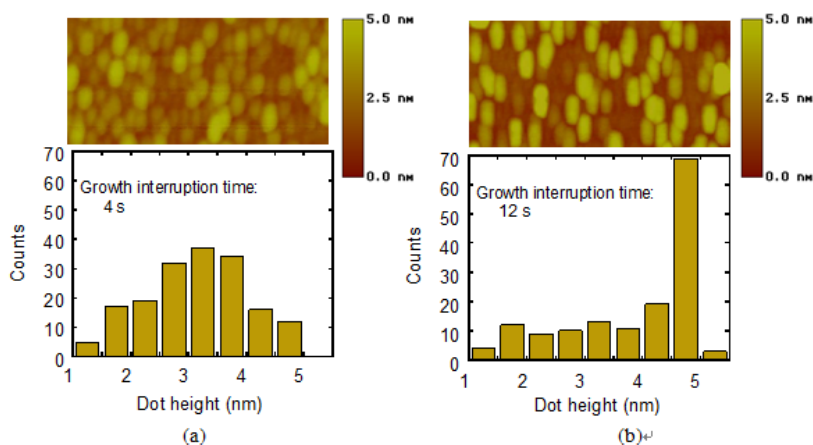 5.0 nm
2.5 nm
0.0 nm
70
60
50
40
30
20
10
0
Counts
Growth interruption time:
4 s
1 2 3 4 5
Dot height (nm)
(a)
5.0 nm
2.5 nm
0.0 nm
70
60
50
40
30
20
10
0
Counts
Growth interruption time:
12 s
1 2 3 4 5
Dot height (nm)
(b)↵